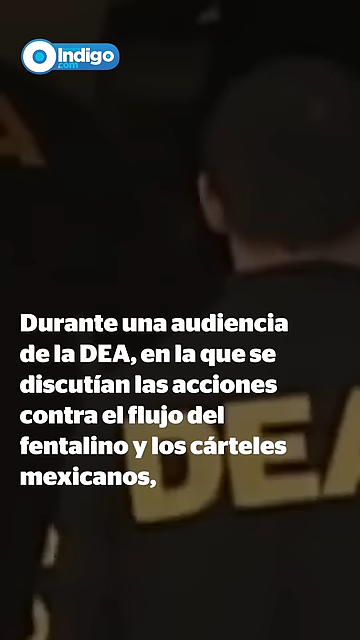 Indigo
.com
A
Durante una audiencia
de la DEA, en la que se
discutían las acciones
contra el flujo del
fentalino y los cárteles
mexicanos,
DEA